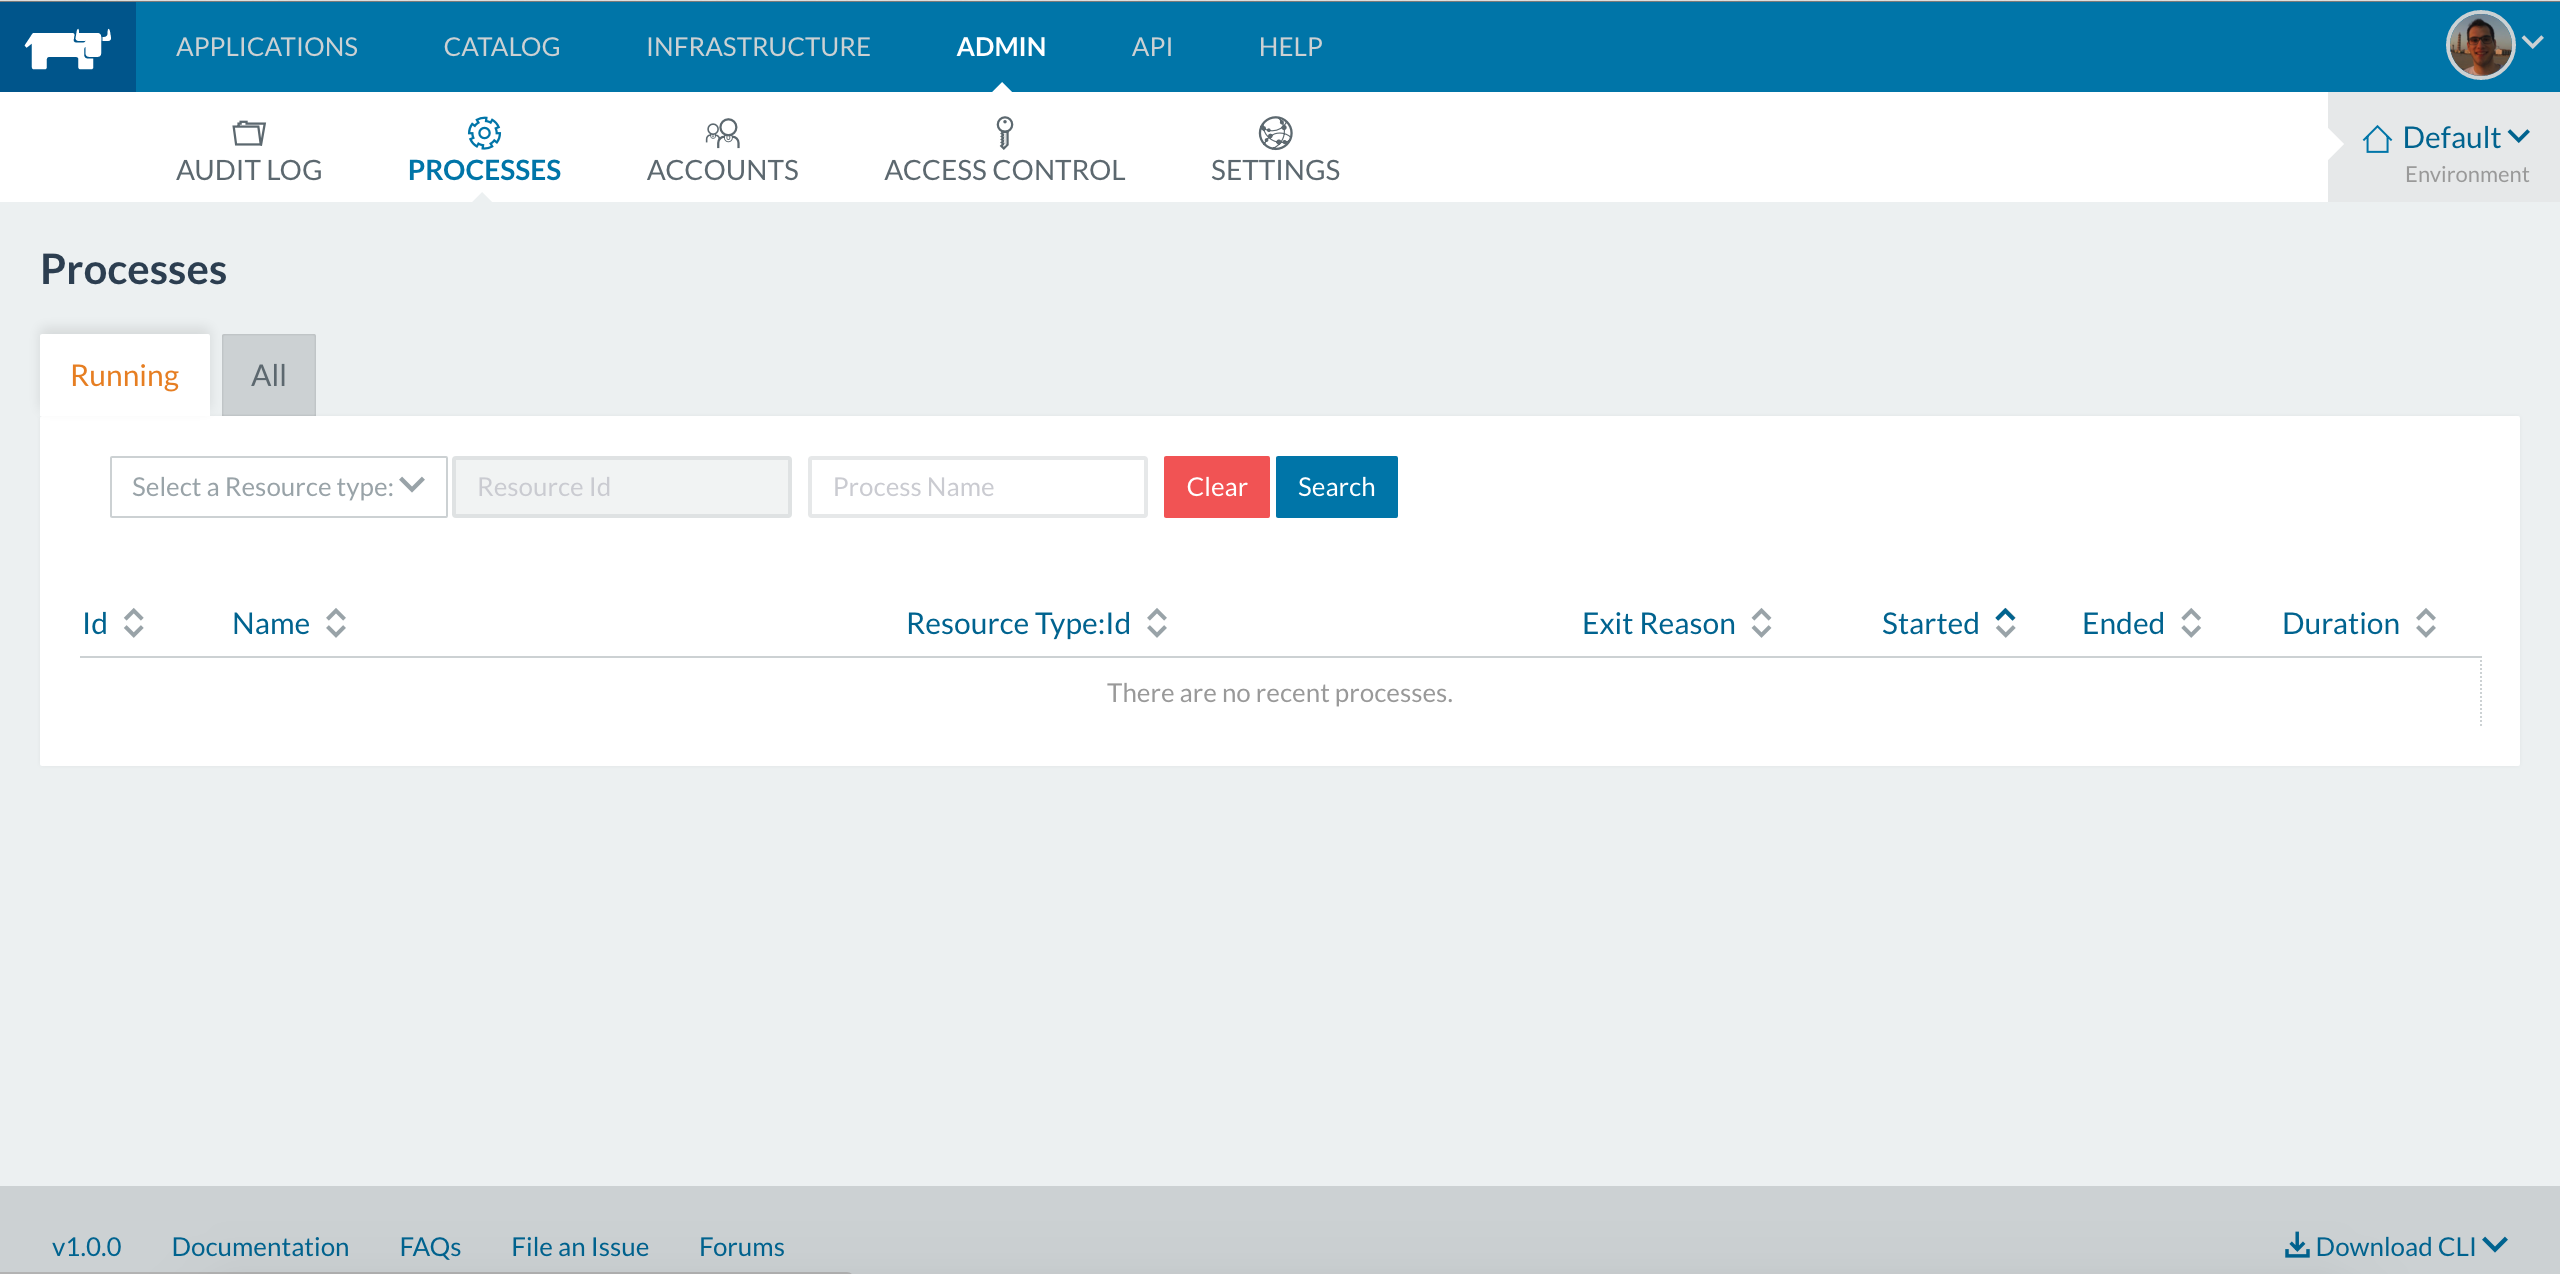 APPLICATIONS CATALOG INFRASTRUCTURE ADMIN API HELP
AUDIT LOG PROCESSES ACCOUNTS ACCESS CONTROL SETTINGS
Default
Environment
Processes
Running All
Select a Resource type: Resource Id Process Name Clear Search
Id Name Resource Type:Id Exit Reason Started Ended Duration
There are no recent processes.
v1.0.0 Documentation FAQs File an Issue Forums Download CLI